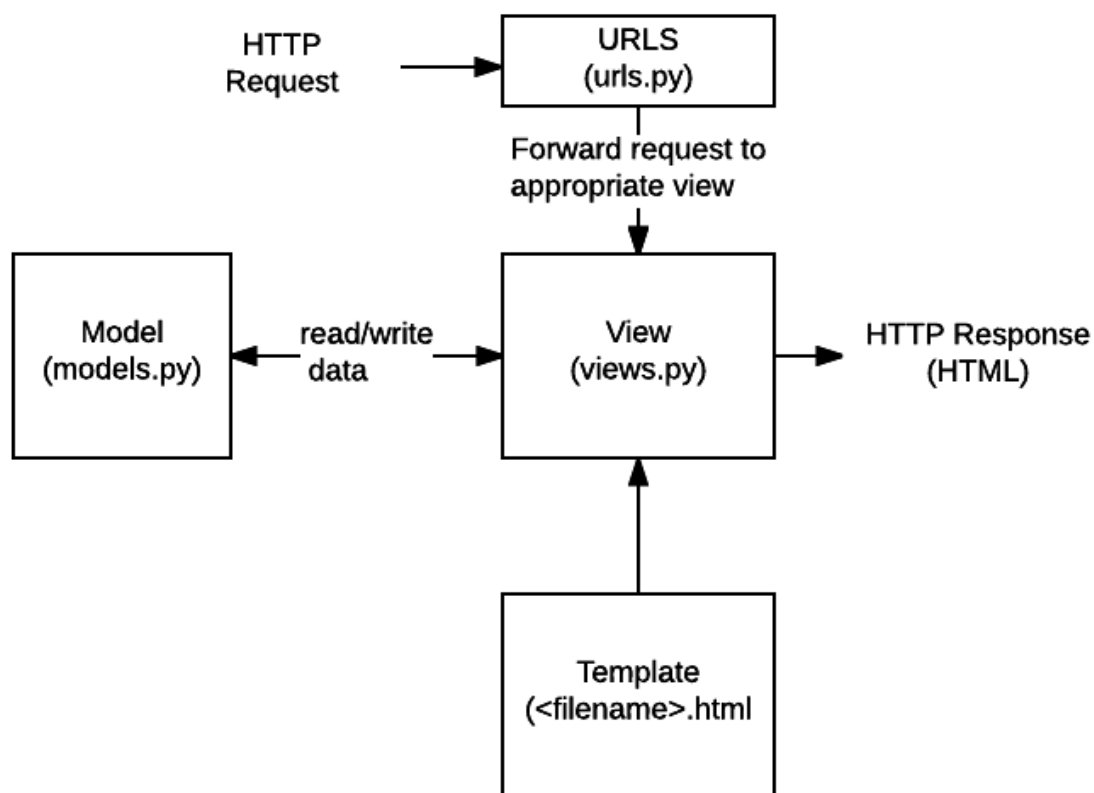 HTTP
Request
URLS
(urls.py)
Forward request to
appropriate view
Model
(models.py)
read/write
data
View
(views.py)
HTTP Response
(HTML)
Template
(<filename>.html